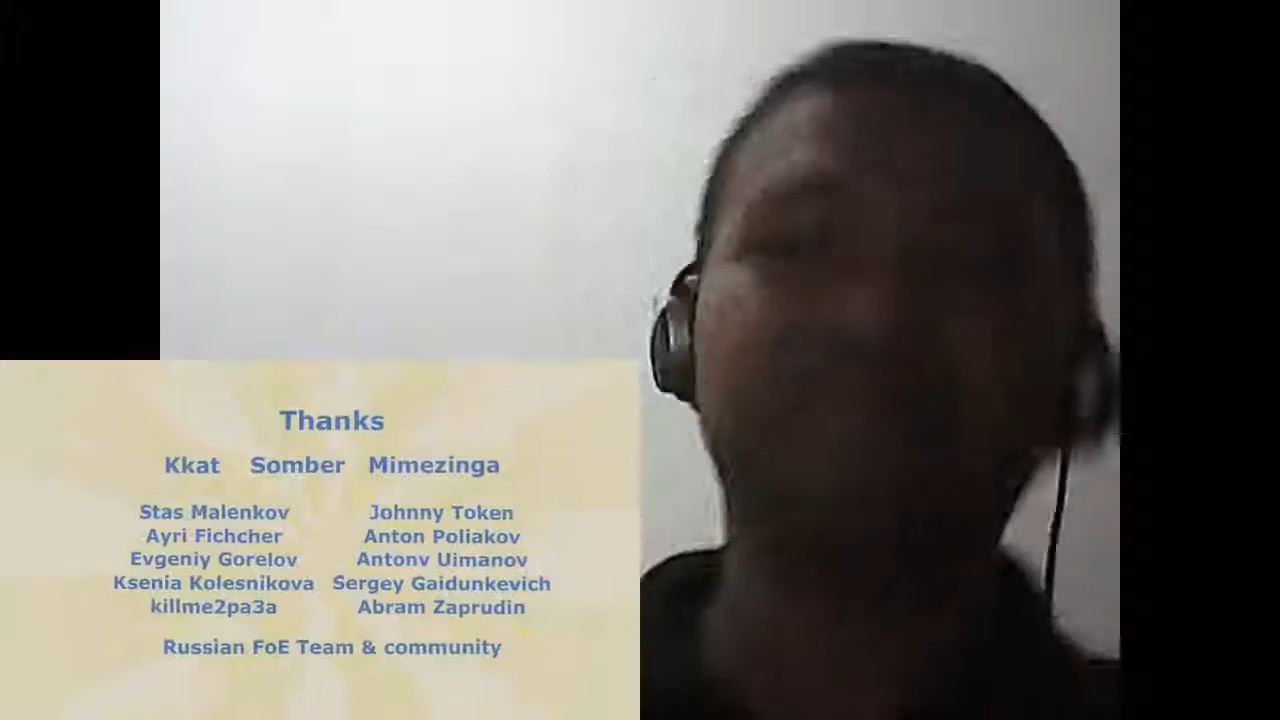 Thanks
Kkat Somber Mimezinga
Stas Malenkov Johnny Token
Ayri Fichcher Anton Poliakov
Evgeniy Gorelov Antony Uimanov
Ksenia Kolesnikova Sergey Gaidunkevich
killme2pa3a Abram Zaprudin
Russian FoE Team & community